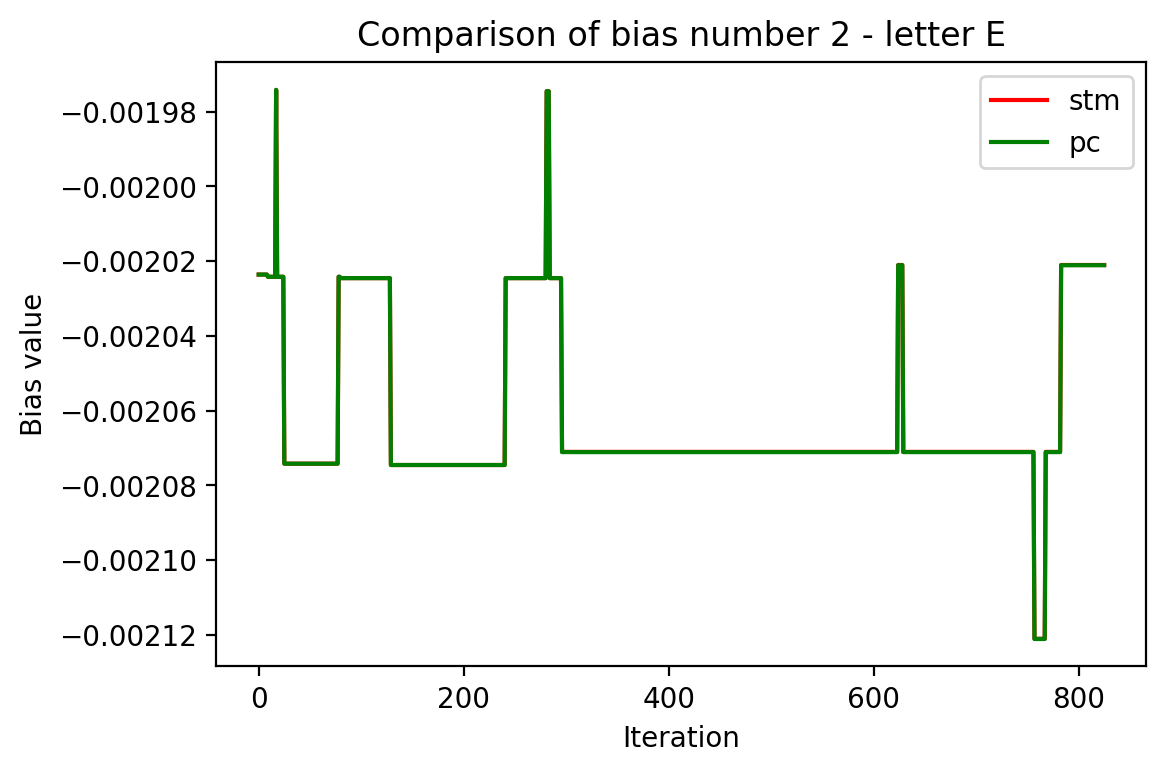 Comparison of bias number 2 - letter E
−0.00198
−0.00200
−0.00202
−0.00204
−0.00206
−0.00208
−0.00210
−0.00212
Bias value
stm
pc
0 200 400 600 800
Iteration